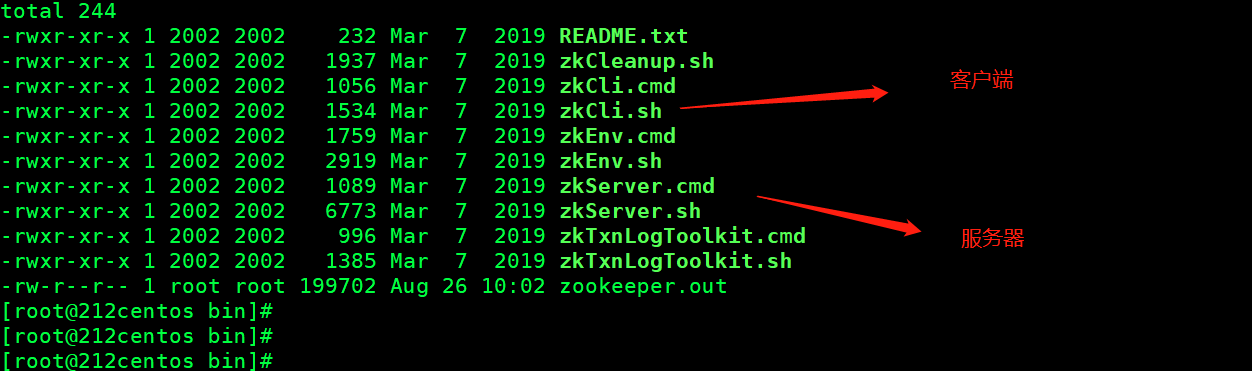 total 244
-rwxr-xr-x 1 2002 2002    232 Mar  7  2019 README.txt
-rwxr-xr-x 1 2002 2002   1937 Mar  7  2019 zkCleanup.sh
-rwxr-xr-x 1 2002 2002   1056 Mar  7  2019 zkCli.cmd
客户端
-rwxr-xr-x 1 2002 2002   1534 Mar  7  2019 zkCli.sh
-rwxr-xr-x 1 2002 2002   1759 Mar  7  2019 zkEnv.cmd
-rwxr-xr-x 1 2002 2002   2919 Mar  7  2019 zkEnv.sh
-rwxr-xr-x 1 2002 2002   1089 Mar  7  2019 zkServer.cmd
-rwxr-xr-x 1 2002 2002   6773 Mar  7  2019 zkServer.sh
-rwxr-xr-x 1 2002 2002    996 Mar  7  2019 zkTxnLogToolkit.cmd
服务器
-rwxr-xr-x 1 2002 2002   1385 Mar  7  2019 zkTxnLogToolkit.sh
-rw-r--r-- 1 root root 199702 Aug 26 10:02 zookeeper.out
[root@212centos bin]#
[root@212centos bin]#
[root@212centos bin]#